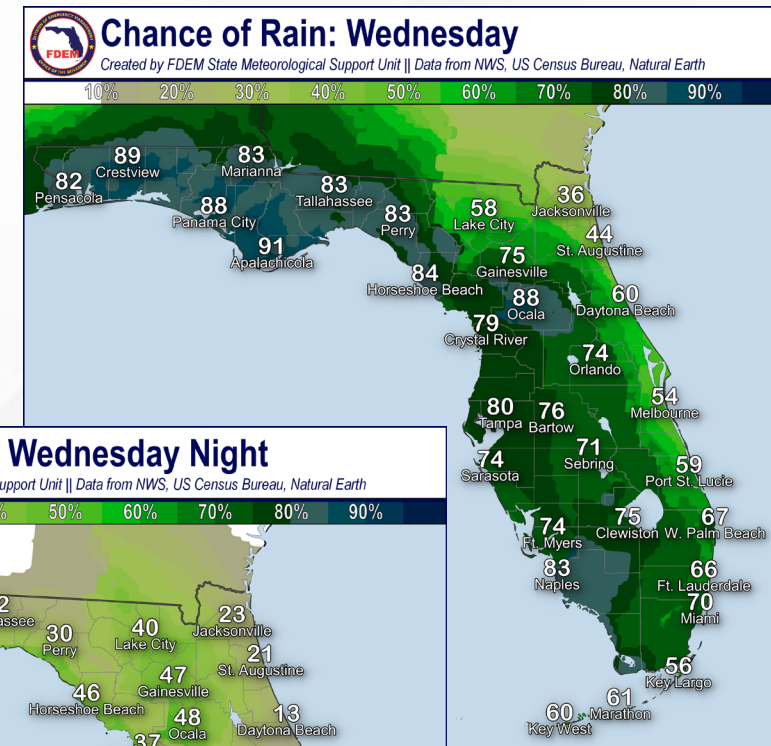 FDEM
Chance of Rain: Wednesday
Created by FDEM State Meteorological Support Unit || Data from NWS, US Census Bureau, Natural Earth
10% 20% 30% 40% 50% 60% 70% 80% 90%
89
Crestview
83
Marianna
82
Pensacola
83
Tallahassee
88
Panama City
83
Perry
58
Lake City
36
Jacksonville
91
Apalachicola
44
St. Augustine
75
Gainesville
84
Horseshoe Beach
88
Ocala
60
Daytona Beach
79
Crystal River
74
Orlando
80
Tampa
76
Bartow
54
Melbourne
71
Sebring
74
Sarasota
59
Port St. Lucie
74
Ft. Myers
75
Clewiston
67
W. Palm Beach
83
Naples
66
Ft. Lauderdale
70
Miami
56
Key Largo
61
Marathon
60
Key West
Wednesday Night
upport Unit || Data from NWS, US Census Bureau, Natural Earth
% 50% 60% 70% 80% 90%
2
assee
30
Perry
40
Lake City
23
Jacksonville
21
St. Augustine
47
Gainesville
46
Horseshoe Beach
48
Ocala
13
Daytona Beach
37